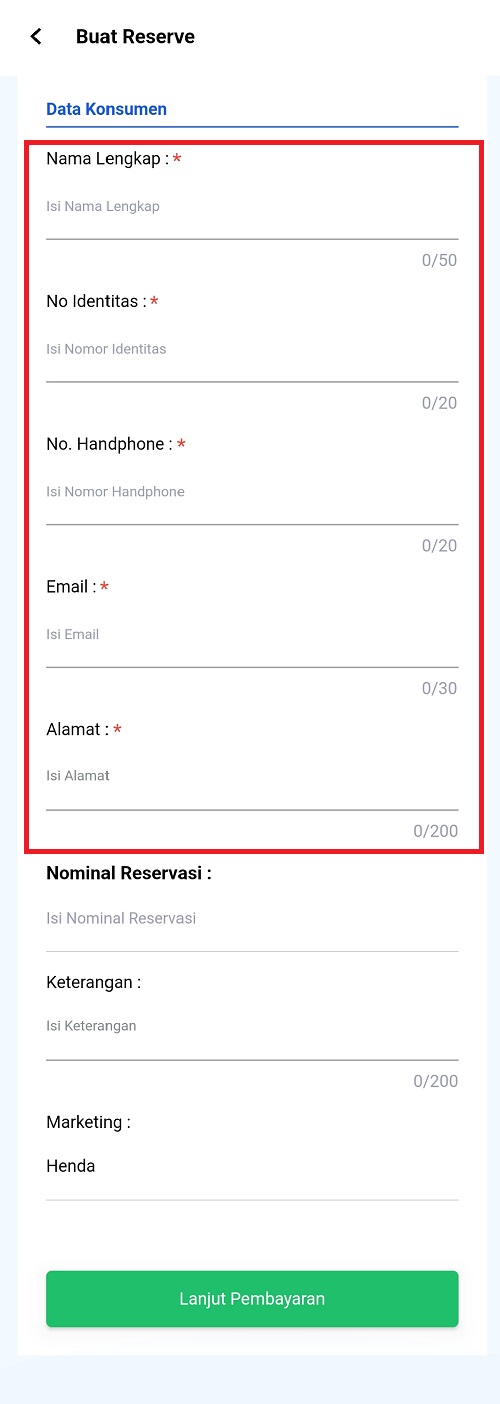 Buat Reserve
Data Konsumen
Nama Lengkap : *
Isi Nama Lengkap
0/50
No Identitas : *
Isi Nomor Identitas
0/20
No. Handphone : *
Isi Nomor Handphone
0/20
Email : *
Isi Email
0/30
Alamat : *
Isi Alamat
0/200
Nominal Reservasi :
Isi Nominal Reservasi
Keterangan :
Isi Keterangan
0/200
Marketing :
Henda
Lanjut Pembayaran